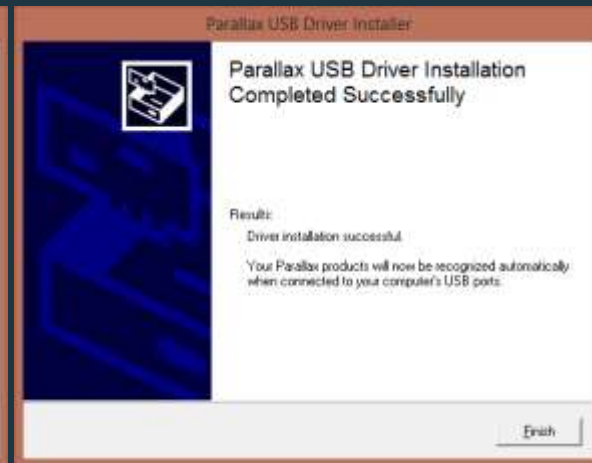 Parallax USB Driver Installer
Parallax USB Driver Installation
Completed Successfully
Results:
Driver installation successful.
Your Parallax products will now be recognized automatically
when connected to your computer's USB ports.
Finish